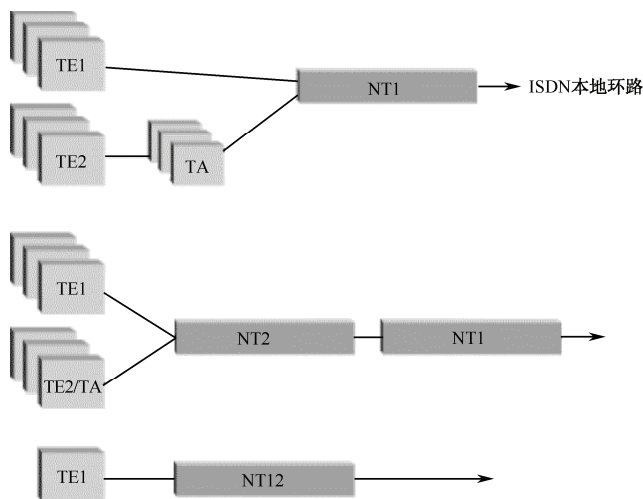 TE1
NT1
ISDN本地环路
TE2
TA
TE1
NT2
NT1
TE2/TA
TE1
NT12